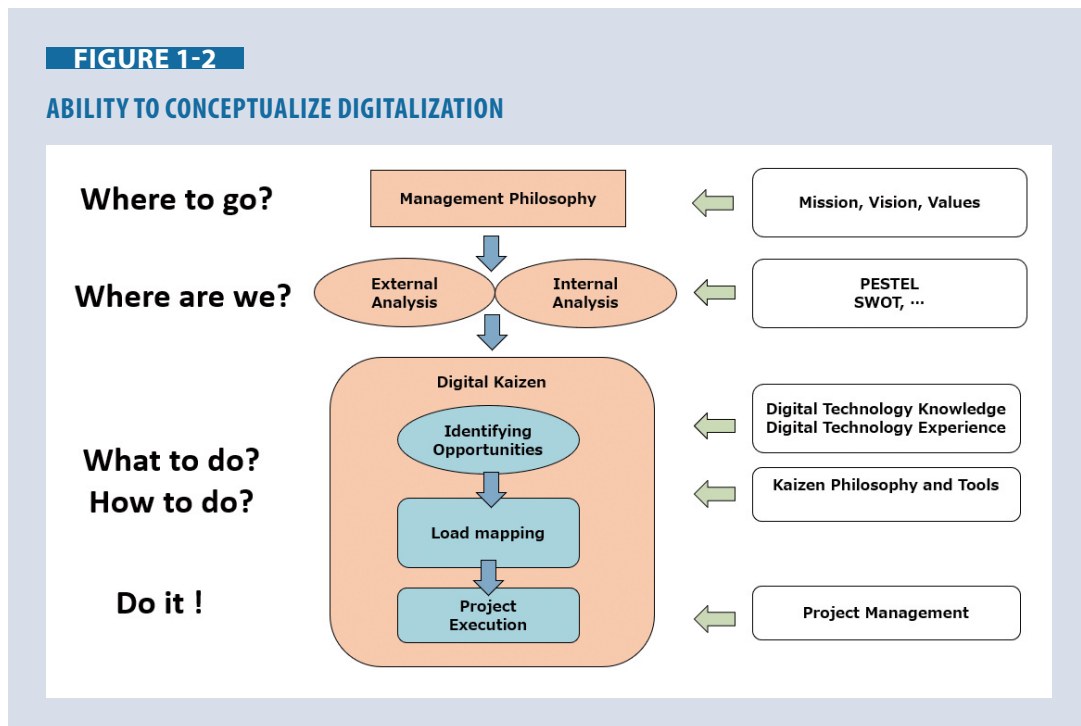 FIGURE 1-2
ABILITY TO CONCEPTUALIZE DIGITALIZATION
Where to go?
Management Philosophy
Mission, Vision, Values
Where are we?
External
Analysis
Internal
Analysis
PESTEL
SWOT, ···
Digital Kaizen
What to do?
How to do?
Identifying
Opportunities
Digital Technology Knowledge
Digital Technology Experience
Kaizen Philosophy and Tools
Load mapping
Do it !
Project
Execution
Project Management